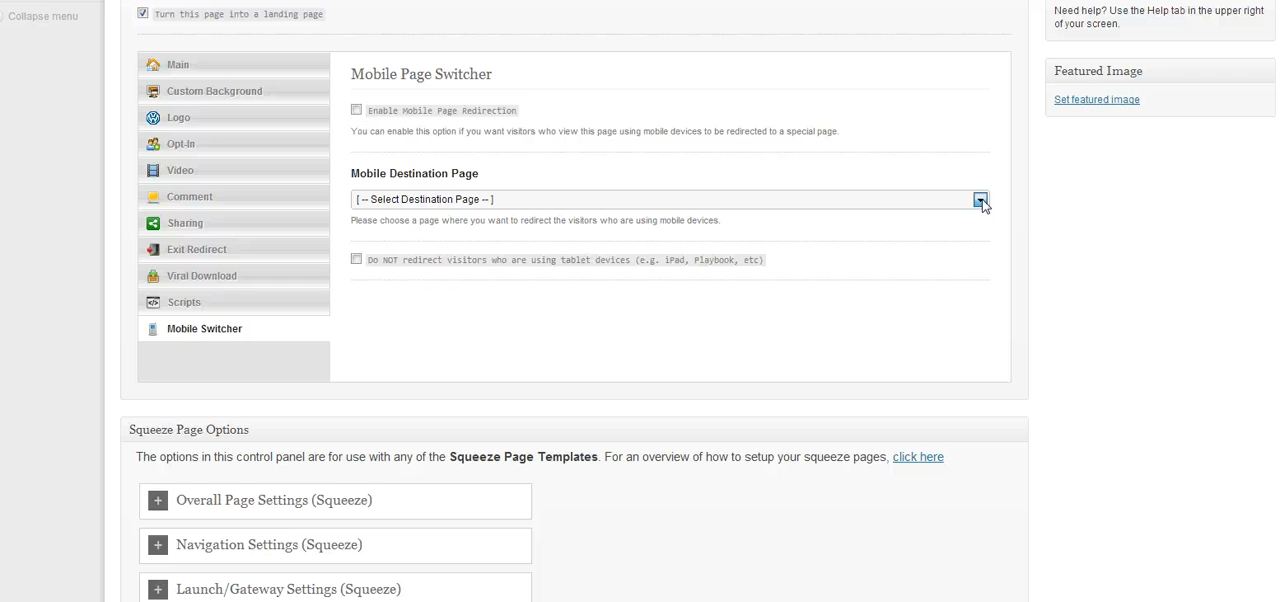 Collapse menu
Turn this page into a landing page
Need help? Use the Help tab in the upper right
of your screen.
Featured Image
Set featured image
Main
Custom Background
Logo
Opt-In
Video
Comment
Sharing
Exit Redirect
Viral Download
Scripts
Mobile Switcher
Mobile Page Switcher
Enable Mobile Page Redirection
You can enable this option if you want visitors who view this page using mobile devices to be redirected to a special page.
Mobile Destination Page
[ -- Select Destination Page -- ]
Please choose a page where you want to redirect the visitors who are using mobile devices.
Do NOT redirect visitors who are using tablet devices (e.g. iPad, Playbook, etc)
Squeeze Page Options
The options in this control panel are for use with any of the Squeeze Page Templates. For an overview of how to setup your squeeze pages, click here
+ Overall Page Settings (Squeeze)
+ Navigation Settings (Squeeze)
+ Launch/Gateway Settings (Squeeze)